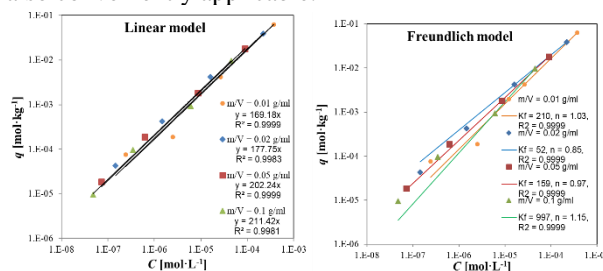 Linear model
q [mol·kg⁻¹]
1.E-01
1.E-02
1.E-03
1.E-04
1.E-05
1.E-06
m/V = 0.01 g/ml
y = 169.18x
R² = 0.9999
m/V = 0.02 g/ml
y = 177.75x
R² = 0.9983
m/V = 0.05 g/ml
y = 202.24x
R² = 0.9999
m/V = 0.1 g/ml
y = 211.42x
R² = 0.9981
1.E-08 1.E-07 1.E-06 1.E-05 1.E-04 1.E-03
C [mol·L⁻¹]
Freundlich model
q [mol·kg⁻¹]
1.E-01
1.E-02
1.E-03
1.E-04
1.E-05
1.E-06
m/V = 0.01 g/ml
m/V = 0.02 g/ml
Kf = 210, n = 1.03,
R2 = 0.9999
Kf = 52, n = 0.85,
R2 = 0.9999
m/V = 0.05 g/ml
Kf = 159, n = 0.97,
R2 = 0.9999
m/V = 0.1 g/ml
Kf = 997, n = 1.15,
R2 = 0.9999
1.E-08 1.E-07 1.E-06 1.E-05 1.E-04 1.E-03
C [mol·L⁻¹]